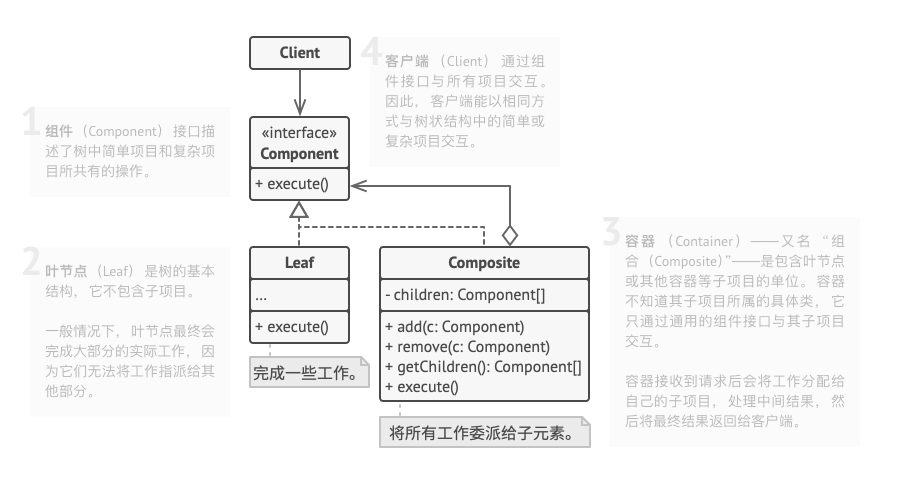 Client
4
客户端 （Client） 通过组
件接口与所有项目交互。
因此， 客户端能以相同方
式与树状结构中的简单或
复杂项目交互。
1
组件 （Component） 接口描
述了树中简单项目和复杂项
目所共有的操作。
«interface»
Component
+ execute()
2
叶节点 （Leaf） 是树的基本
结构， 它不包含子项目。
一般情况下， 叶节点最终会
完成大部分的实际工作， 因
为它们无法将工作指派给其
他部分。
Leaf
...
+ execute()
完成一些工作。
Composite
- children: Component[]
+ add(c: Component)
+ remove(c: Component)
+ getChildren(): Component[]
+ execute()
将所有工作委派给子元素。
3
容器 （Container） ——又名 “组
合 （Composite）”——是包含叶节点
或其他容器等子项目的单位。 容器
不知道其子项目所属的具体类， 它
只通过通用的组件接口与其子项目
交互。
容器接收到请求后会将工作分配给
自己的子项目， 处理中间结果， 然
后将最终结果返回给客户端。